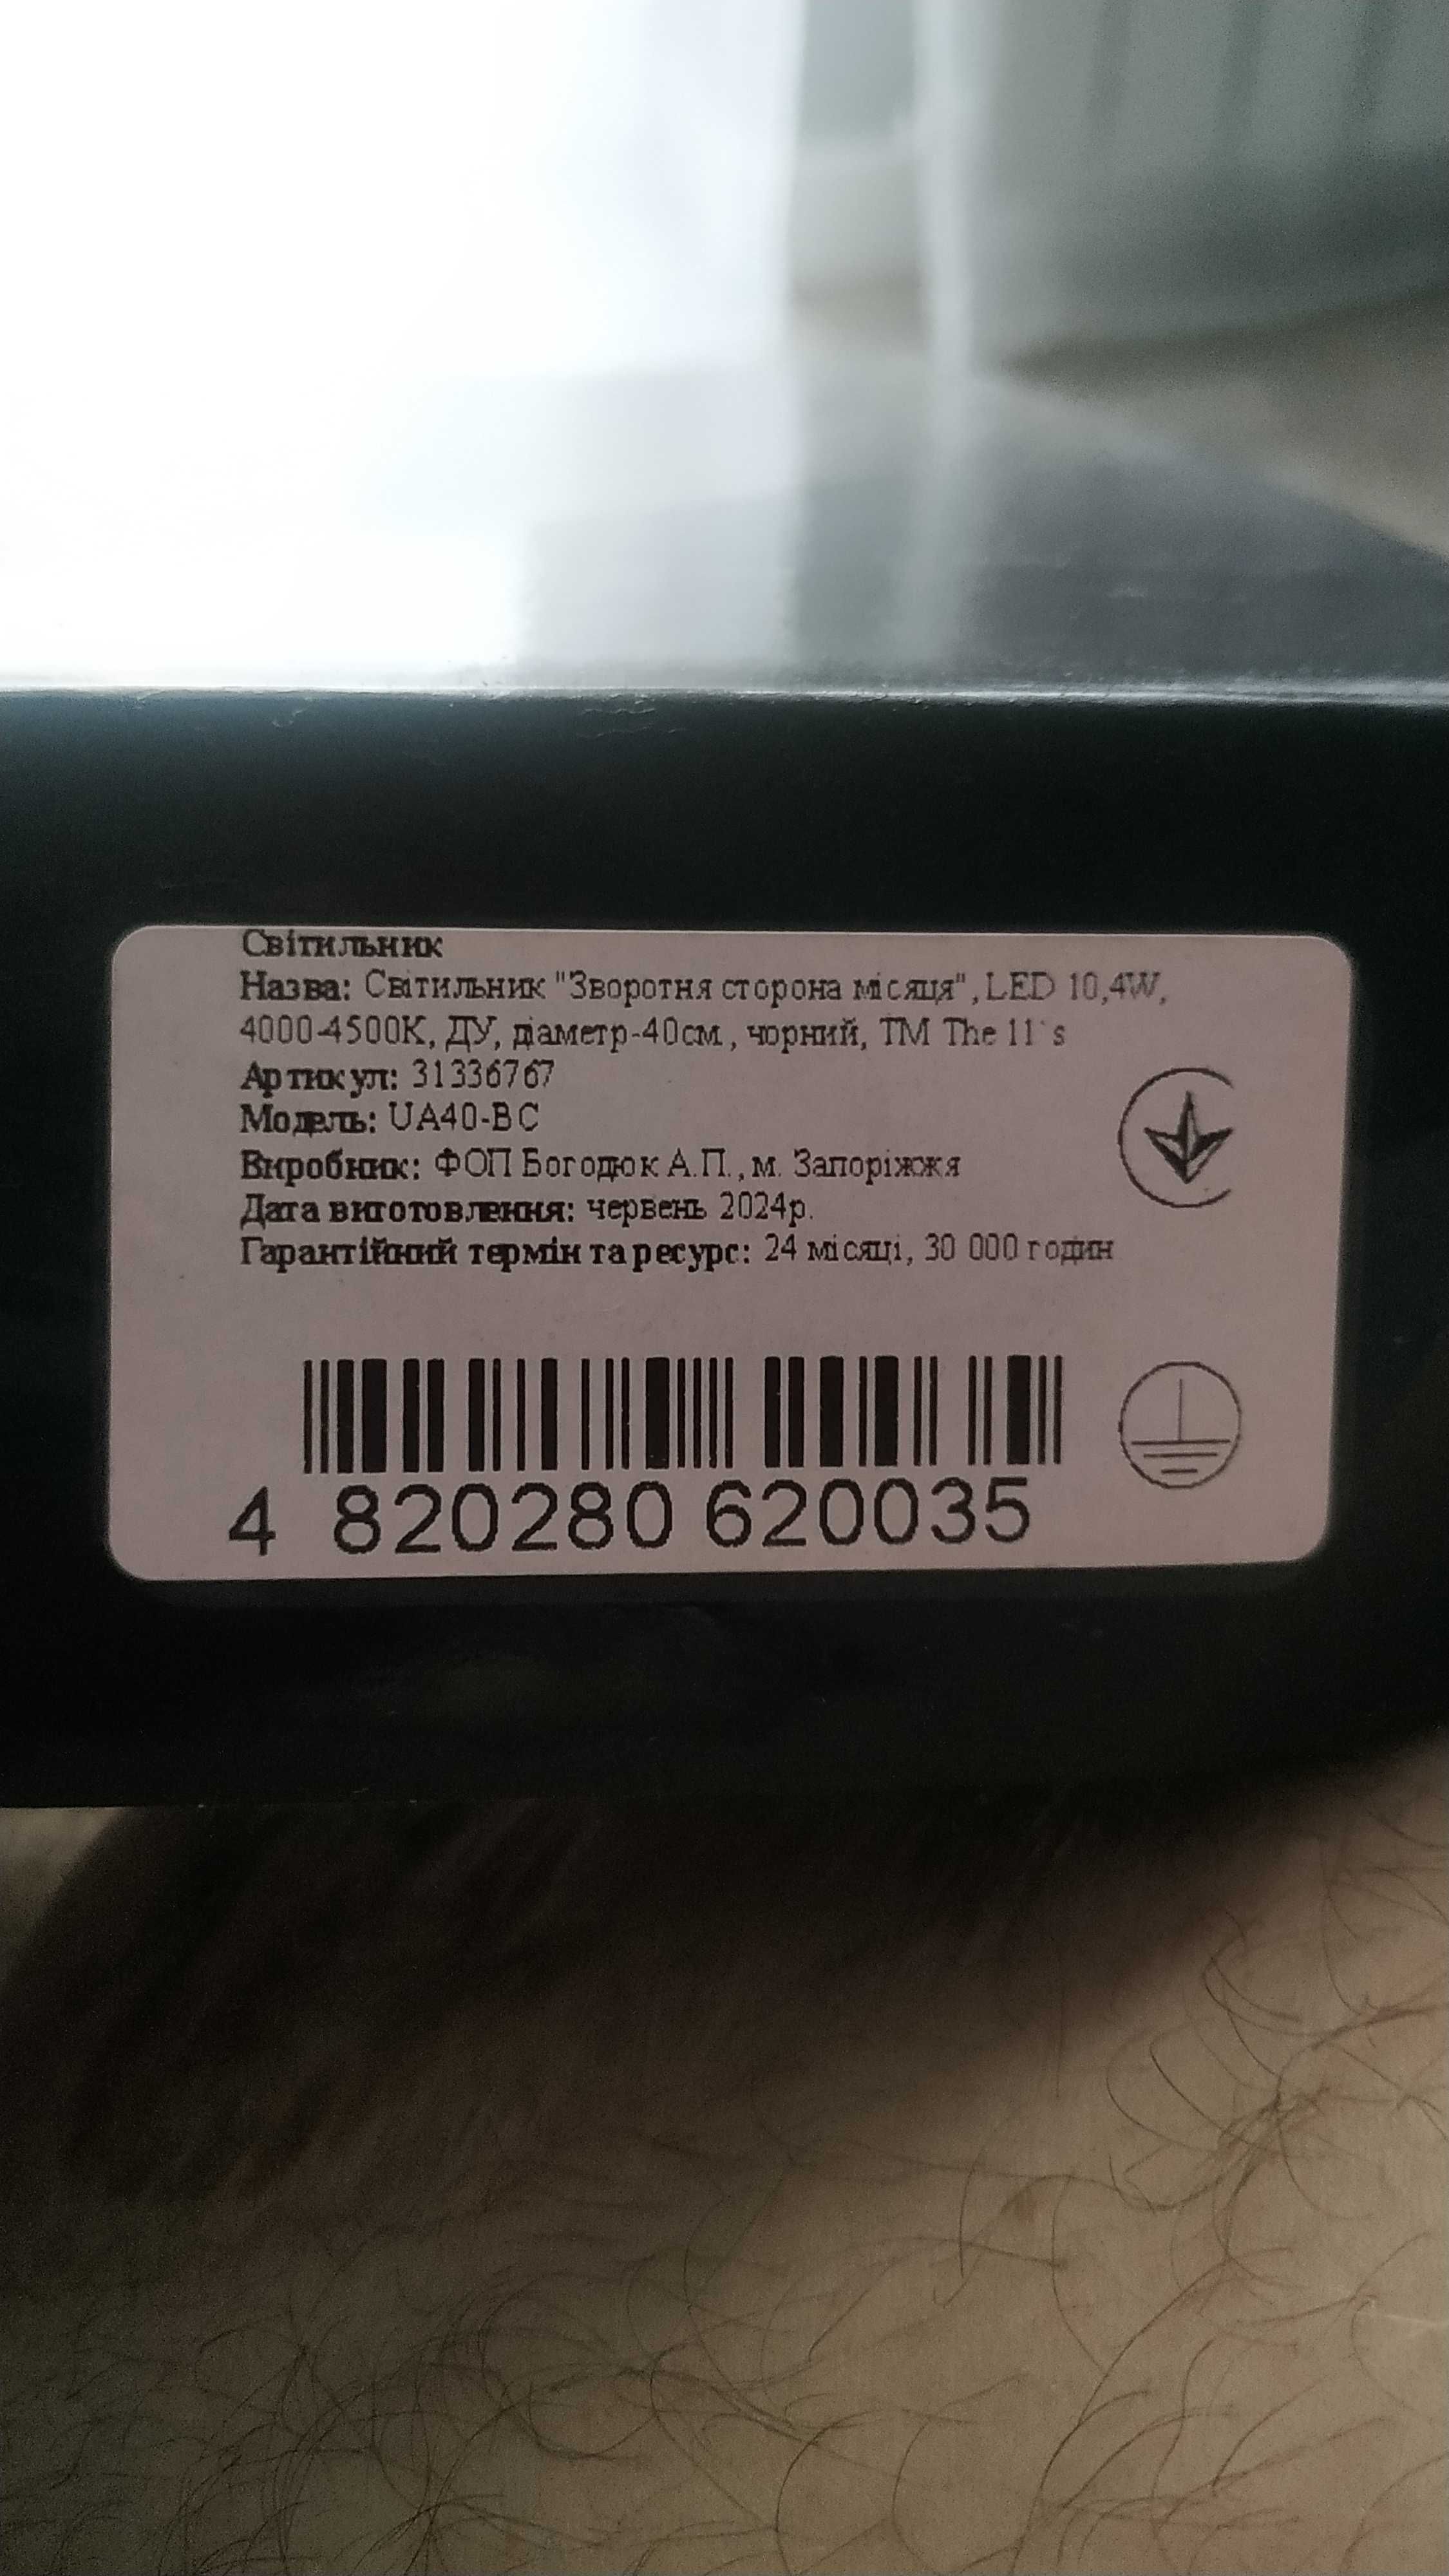 Світильник
Назва: Світильник "Зворотня сторона місяця", LED 10,4W,
4000-4500К, ДУ, діаметр-40см., чорний, ТМ The 11`s
Артикул: 31336767
Модель: UA40-BC
Виробник: ФОП Богодюк А.П., м. Запоріжжя
Дата виготовлення: червень 2024р.
Гарантійний термін та ресурс: 24 місяці, 30 000 годин
4 820280 620035